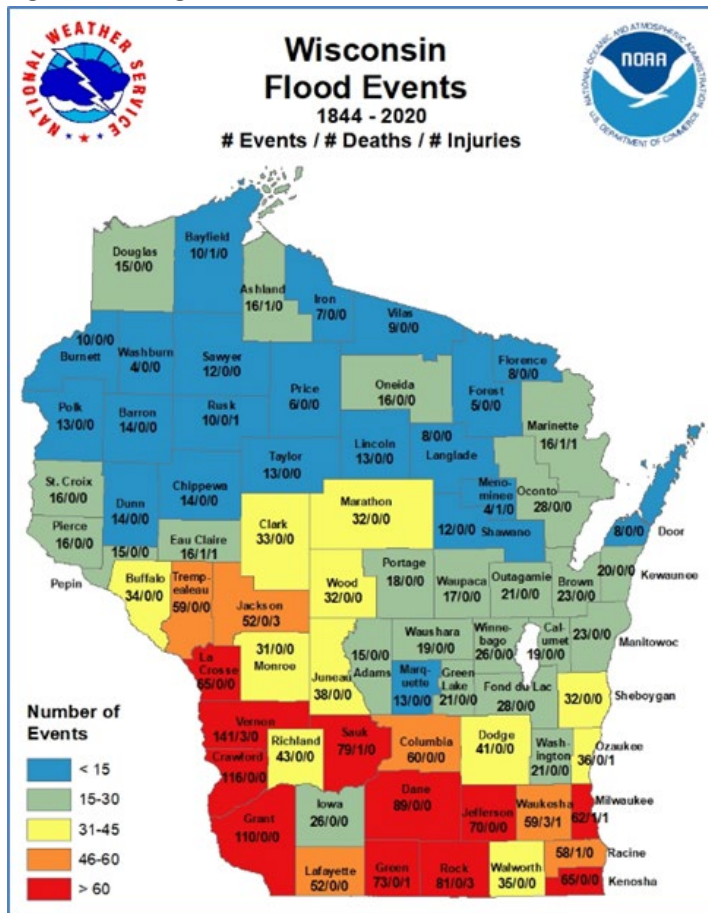 NATIONAL WEATHER SERVICE
Wisconsin
Flood Events
1844 - 2020
# Events / # Deaths / # Injuries
NATIONAL OCEANIC AND ATMOSPHERIC ADMINISTRATION
NOAA
U.S. DEPARTMENT OF COMMERCE
Douglas
15/0/0
Bayfield
10/1/0
Ashland
16/1/0
Iron
7/0/0
Vilas
9/0/0
10/0/0
Burnett
Washburn
4/0/0
Sawyer
12/0/0
Price
6/0/0
Oneida
16/0/0
Forest
5/0/0
Florence
8/0/0
Marinette
16/1/1
Polk
13/0/0
Barron
14/0/0
Rusk
10/0/1
Taylor
13/0/0
Lincoln
13/0/0
8/0/0
Langlade
Meno-
minee
4/1/0
Oconto
28/0/0
St. Croix
16/0/0
Dunn
14/0/0
Chippewa
14/0/0
Clark
33/0/0
Marathon
32/0/0
12/0/0
Shawano
8/0/0
Door
Pierce
16/0/0
15/0/0
Pepin
Eau Claire
16/1/1
Buffalo
34/0/0
Tremp-
ealeau
59/0/0
Jackson
52/0/3
Wood
32/0/0
Portage
18/0/0
Waupaca
17/0/0
Outagamie
21/0/0
Brown
23/0/0
20/0/0
Kewaunee
La
Crosse
65/0/0
31/0/0
Monroe
Juneau
38/0/0
15/0/0
Adams
Waushara
19/0/0
Winne-
bago
26/0/0
Cal-
umet
19/0/0
23/0/0
Manitowoc
Marq-
uette
13/0/0
Green
Lake
21/0/0
Fond du Lac
28/0/0
32/0/0
Sheboygan
Vernon
141/3/0
Crawford
116/0/0
Richland
43/0/0
Sauk
79/1/0
Columbia
60/0/0
Dodge
41/0/0
Wash-
ington
21/0/0
Ozaukee
36/0/1
Grant
110/0/0
Iowa
26/0/0
Dane
89/0/0
Jefferson
70/0/0
Waukesha
59/3/1
Milwaukee
62/1/1
Lafayette
52/0/0
Green
73/0/1
Rock
81/0/3
Walworth
35/0/0
58/1/0
Racine
65/0/0
Kenosha
Number of
Events
< 15
15-30
31-45
46-60
> 60